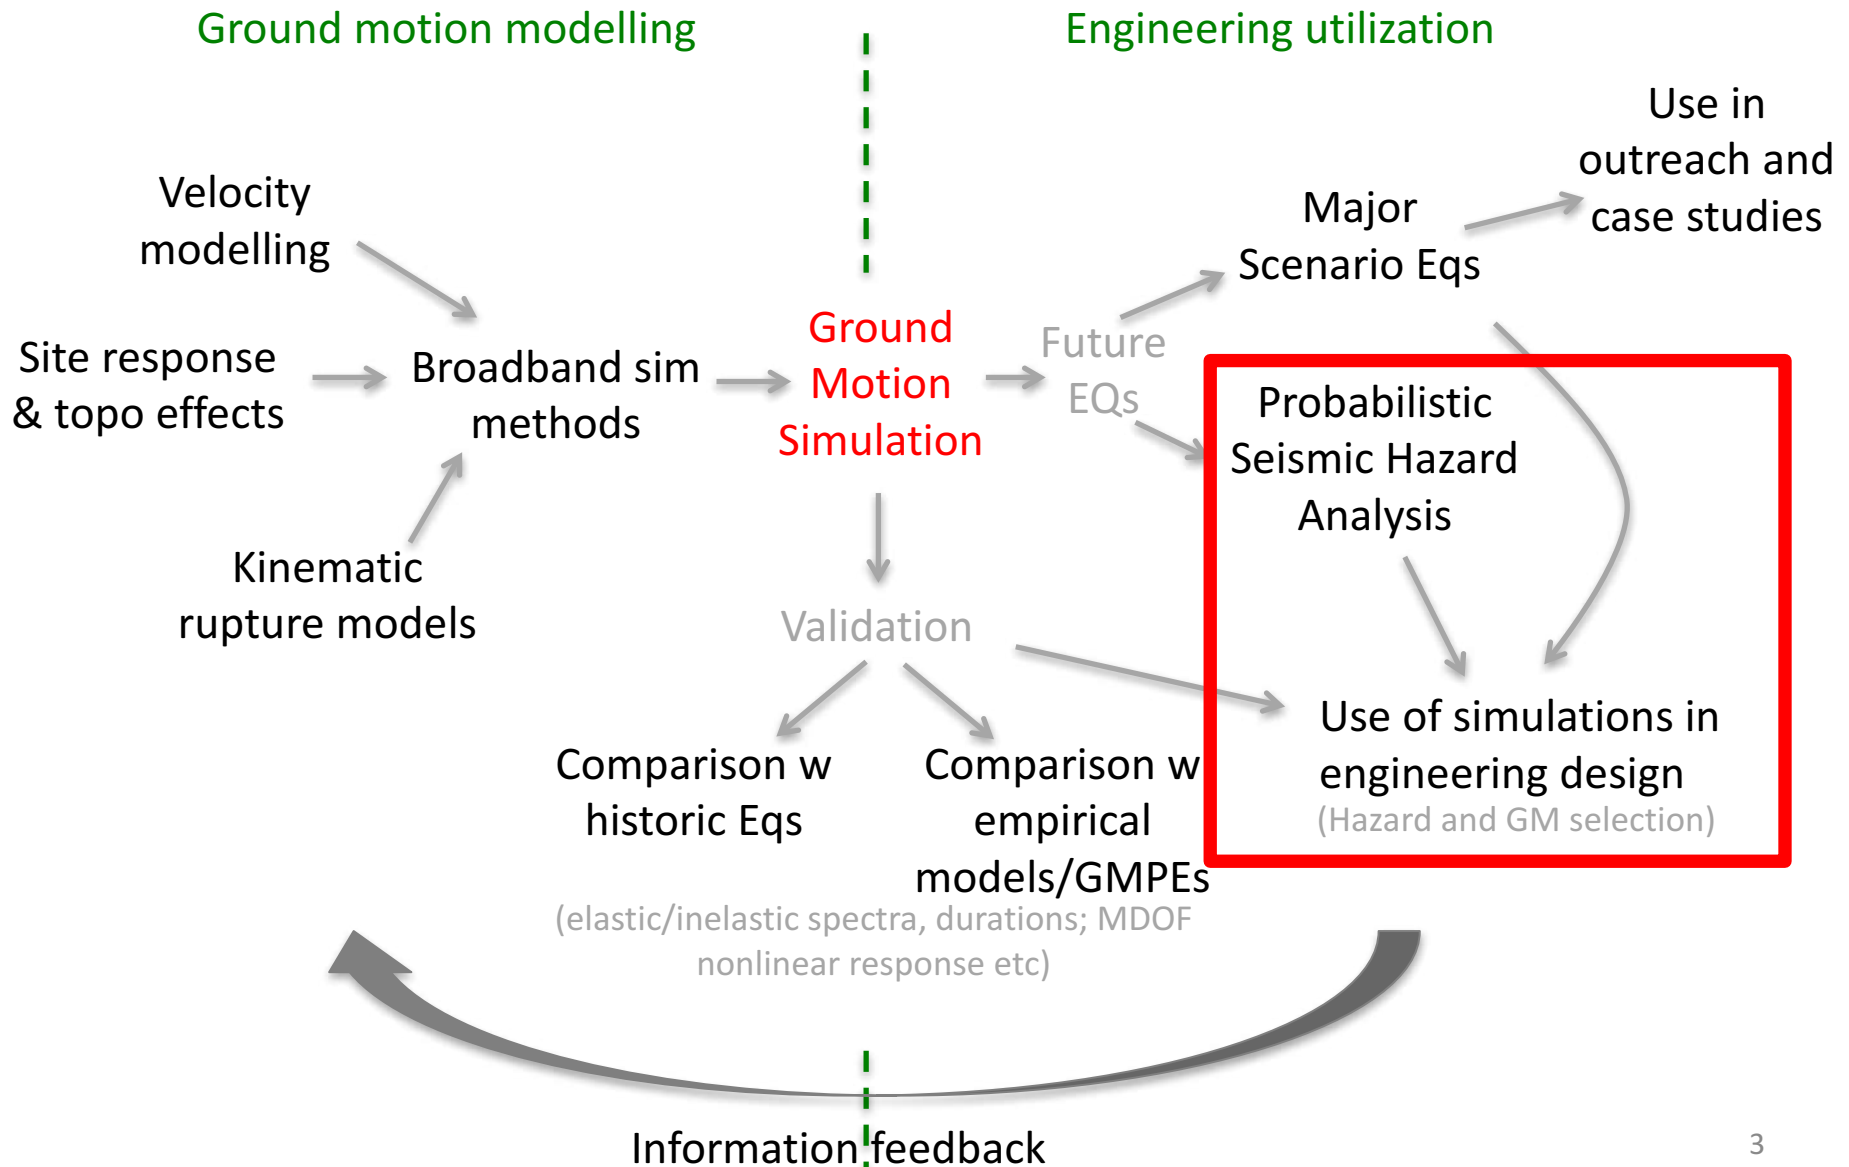 Ground motion modelling
Engineering utilization
Use in
outreach and
case studies
Velocity
modelling
Major
Scenario Eqs
Site response
& topo effects
Broadband sim
methods
Ground
Motion
Simulation
Future
EQs
Probabilistic
Seismic Hazard
Analysis
Kinematic
rupture models
Validation
Use of simulations in
engineering design
(Hazard and GM selection)
Comparison w
historic Eqs
Comparison w
empirical
models/GMPEs
(elastic/inelastic spectra, durations; MDOF
nonlinear response etc)
Information feedback
3